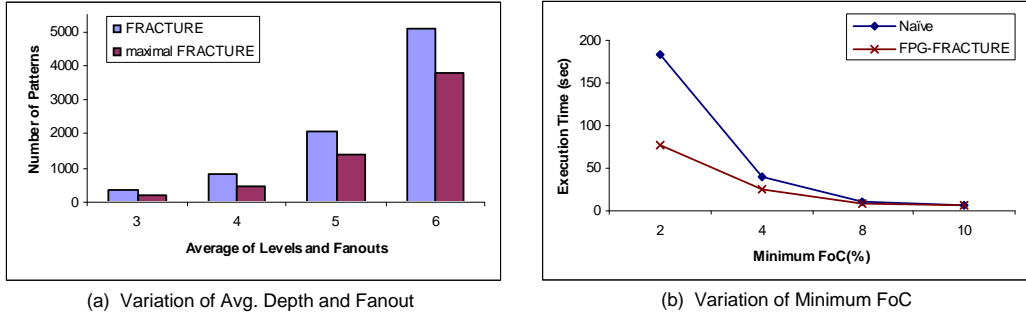 FRACTURE
maximal FRACTURE
Number of Patterns
5000
4000
3000
2000
1000
0
3 4 5 6
Average of Levels and Fanouts
(a) Variation of Avg. Depth and Fanout
Naïve
FPG-FRACTURE
Execution Time (sec)
200
150
100
50
0
2 4 8 10
Minimum FoC(%)
(b) Variation of Minimum FoC